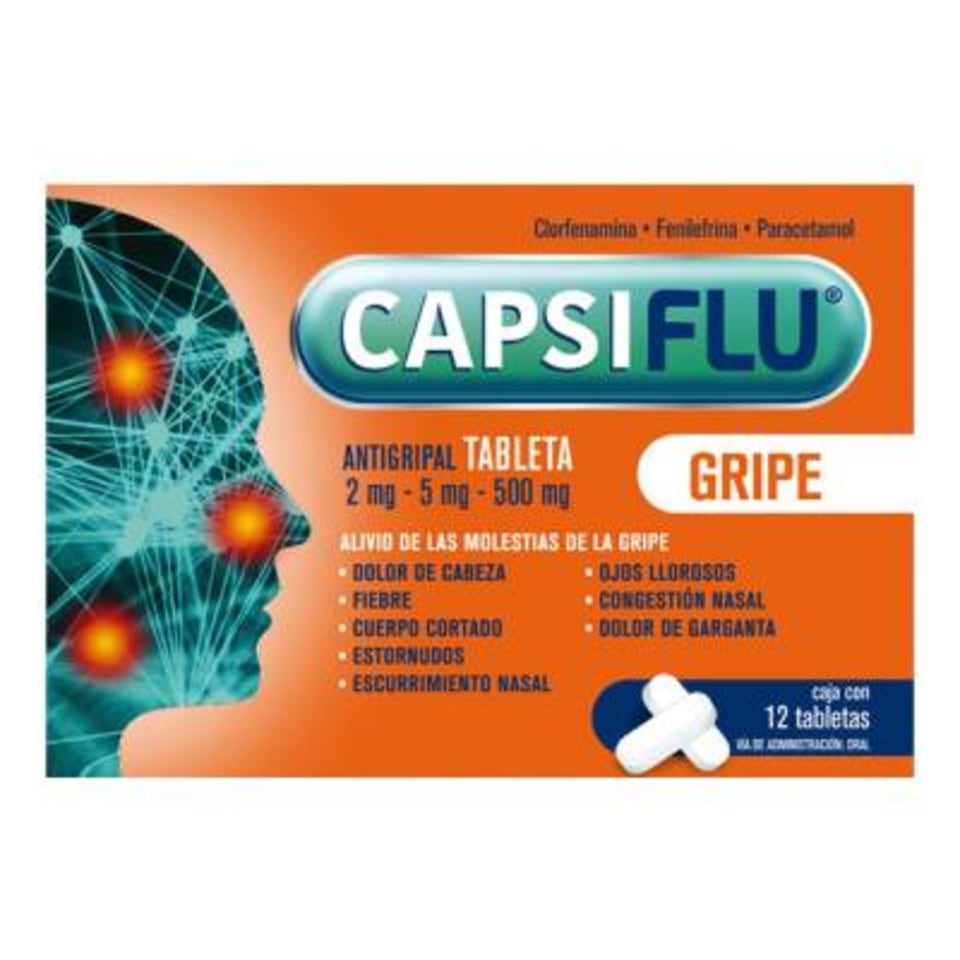 Clorfenamina • Fenilefrina • Paracetamol
CAPSIFLU®
ANTIGRIPAL TABLETA
2 mg - 5 mg - 500 mg
GRIPE
ALIVIO DE LAS MOLESTIAS DE LA GRIPE
• DOLOR DE CABEZA
• FIEBRE
• CUERPO CORTADO
• ESTORNUDOS
• ESCURRIMIENTO NASAL
• OJOS LLOROSOS
• CONGESTIÓN NASAL
• DOLOR DE GARGANTA
caja con
12 tabletas
VÍA DE ADMINISTRACIÓN: ORAL